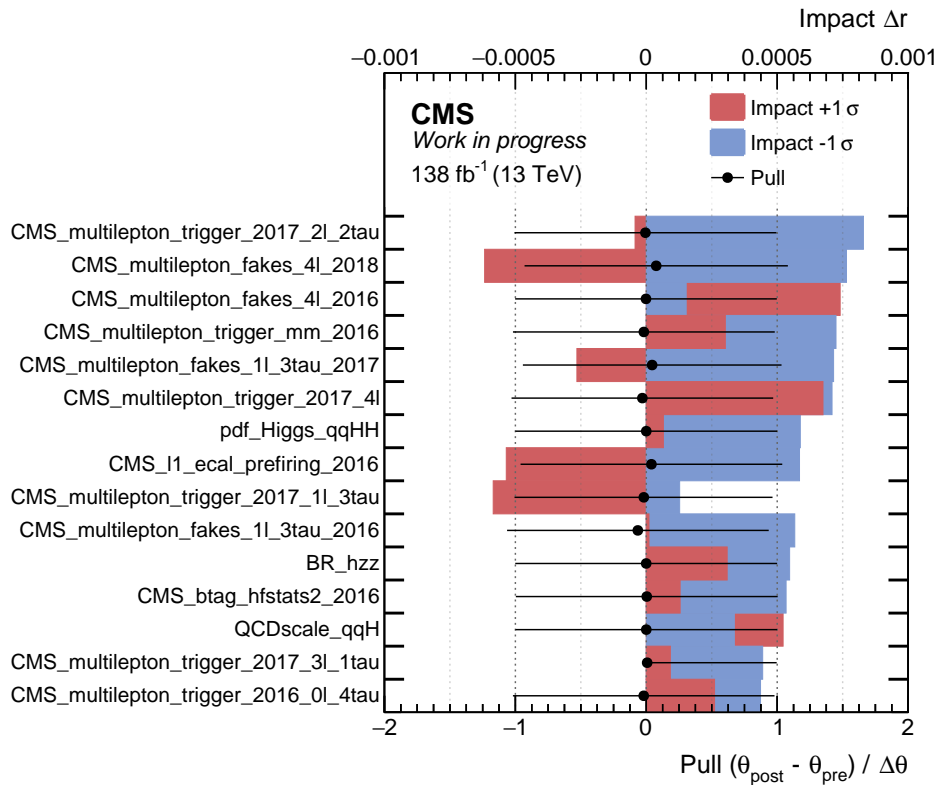 Impact Δr
−0.001 −0.0005 0 0.0005 0.001
CMS
Work in progress
138 fb⁻¹ (13 TeV)
Impact +1 σ
Impact -1 σ
Pull
CMS_multilepton_trigger_2017_2l_2tau
CMS_multilepton_fakes_4l_2018
CMS_multilepton_fakes_4l_2016
CMS_multilepton_trigger_mm_2016
CMS_multilepton_fakes_1l_3tau_2017
CMS_multilepton_trigger_2017_4l
pdf_Higgs_qqHH
CMS_l1_ecal_prefiring_2016
CMS_multilepton_trigger_2017_1l_3tau
CMS_multilepton_fakes_1l_3tau_2016
BR_hzz
CMS_btag_hfstats2_2016
QCDscale_qqH
CMS_multilepton_trigger_2017_3l_1tau
CMS_multilepton_trigger_2016_0l_4tau
−2 −1 0 1 2
Pull (θpost - θpre) / Δθ